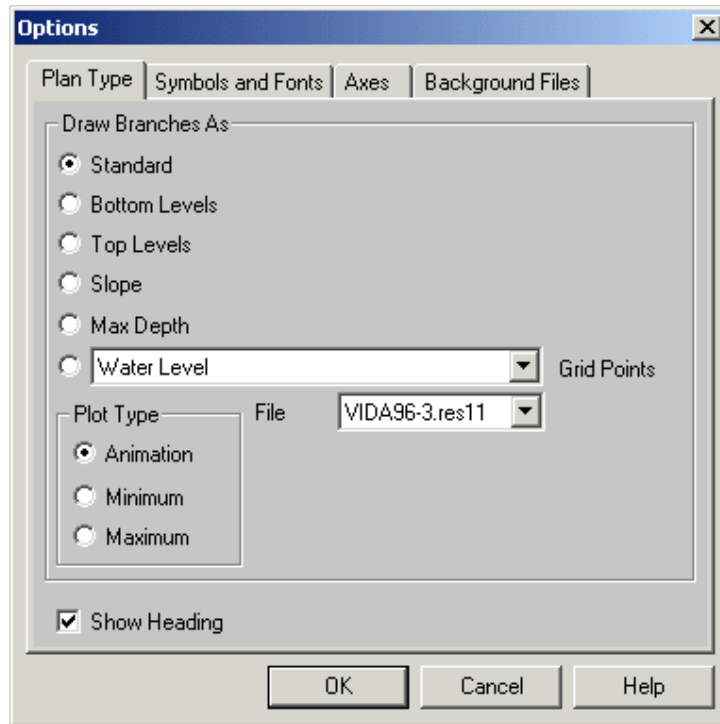 Options
Plan Type Symbols and Fonts Axes Background Files
Draw Branches As
Standard
Bottom Levels
Top Levels
Slope
Max Depth
Water Level Grid Points
Plot Type File VIDA96-3.res11
Animation
Minimum
Maximum
Show Heading
OK Cancel Help